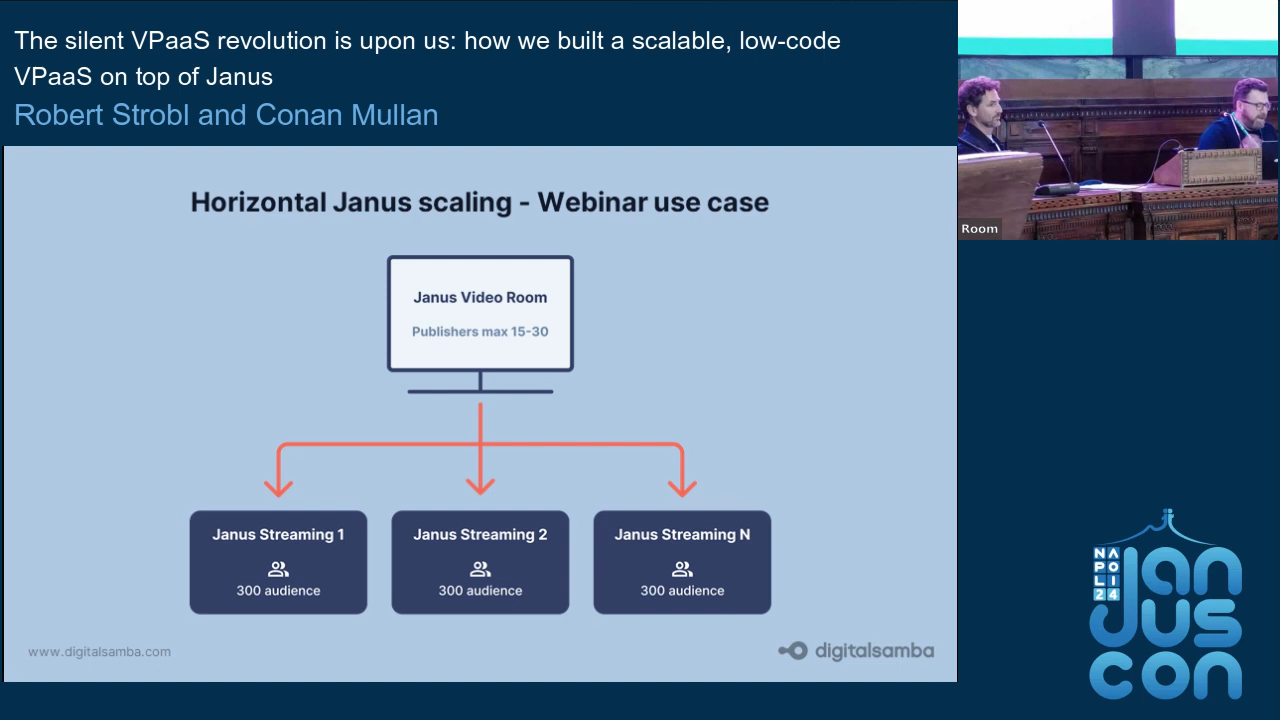 The silent VPaaS revolution is upon us: how we built a scalable, low-code
VPaaS on top of Janus
Robert Strobl and Conan Mullan
Room
Horizontal Janus scaling - Webinar use case
Janus Video Room
Publishers max 15-30
Janus Streaming 1
300 audience
Janus Streaming 2
300 audience
Janus Streaming N
300 audience
www.digitalsamba.com
digitalsamba
NAPOLI24
JANUS
CON